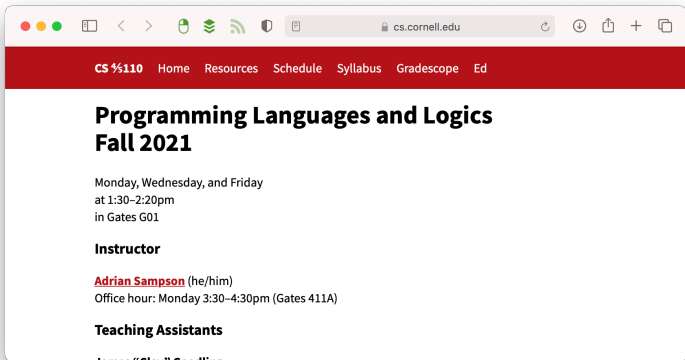 cs.cornell.edu
CS ⅘110 Home Resources Schedule Syllabus Gradescope Ed
Programming Languages and Logics
Fall 2021
Monday, Wednesday, and Friday
at 1:30–2:20pm
in Gates G01
Instructor
Adrian Sampson (he/him)
Office hour: Monday 3:30–4:30pm (Gates 411A)
Teaching Assistants